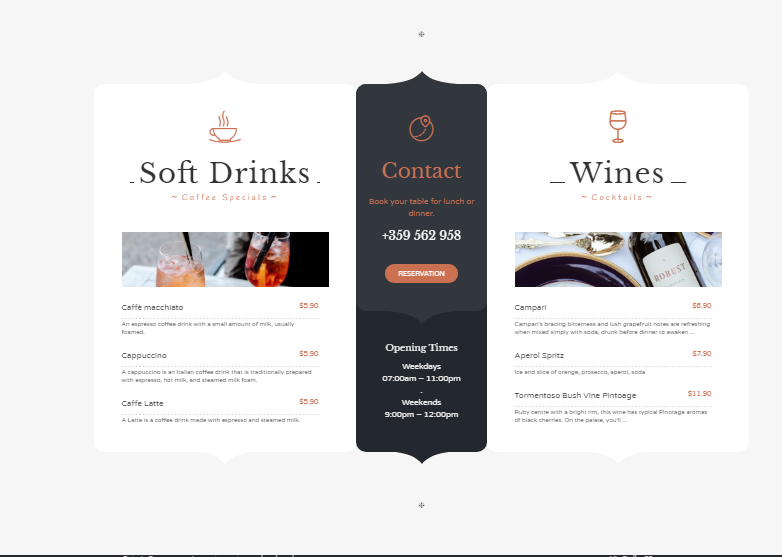 Soft Drinks
~ Coffee Specials ~
Caffè macchiato $5.90
An espresso coffee drink with a small amount of milk, usually
foamed.
Cappuccino $5.90
A cappuccino is an Italian coffee drink that is traditionally prepared
with espresso, hot milk, and steamed milk foam.
Caffe Latte $5.90
A Latte is a coffee drink made with espresso and steamed milk.
Contact
Book your table for lunch or
dinner.
+359 562 958
RESERVATION
Opening Times
Weekdays
07:00am – 11:00pm
-
Weekends
9:00pm – 12:00pm
Wines
~ Cocktails ~
ROBUST
Campari $6.90
Campari's bracing bitterness and lush grapefruit notes are refreshing
when mixed simply with soda, drunk before dinner to awaken ...
Aperol Spritz $7.90
Ice and slice of orange, prosecco, aperol, soda
Tormentoso Bush Vine Pintoage $11.90
Ruby centre with a bright rim, this wine has typical Pinotage aromas
of black cherries. On the palate, you'll ...